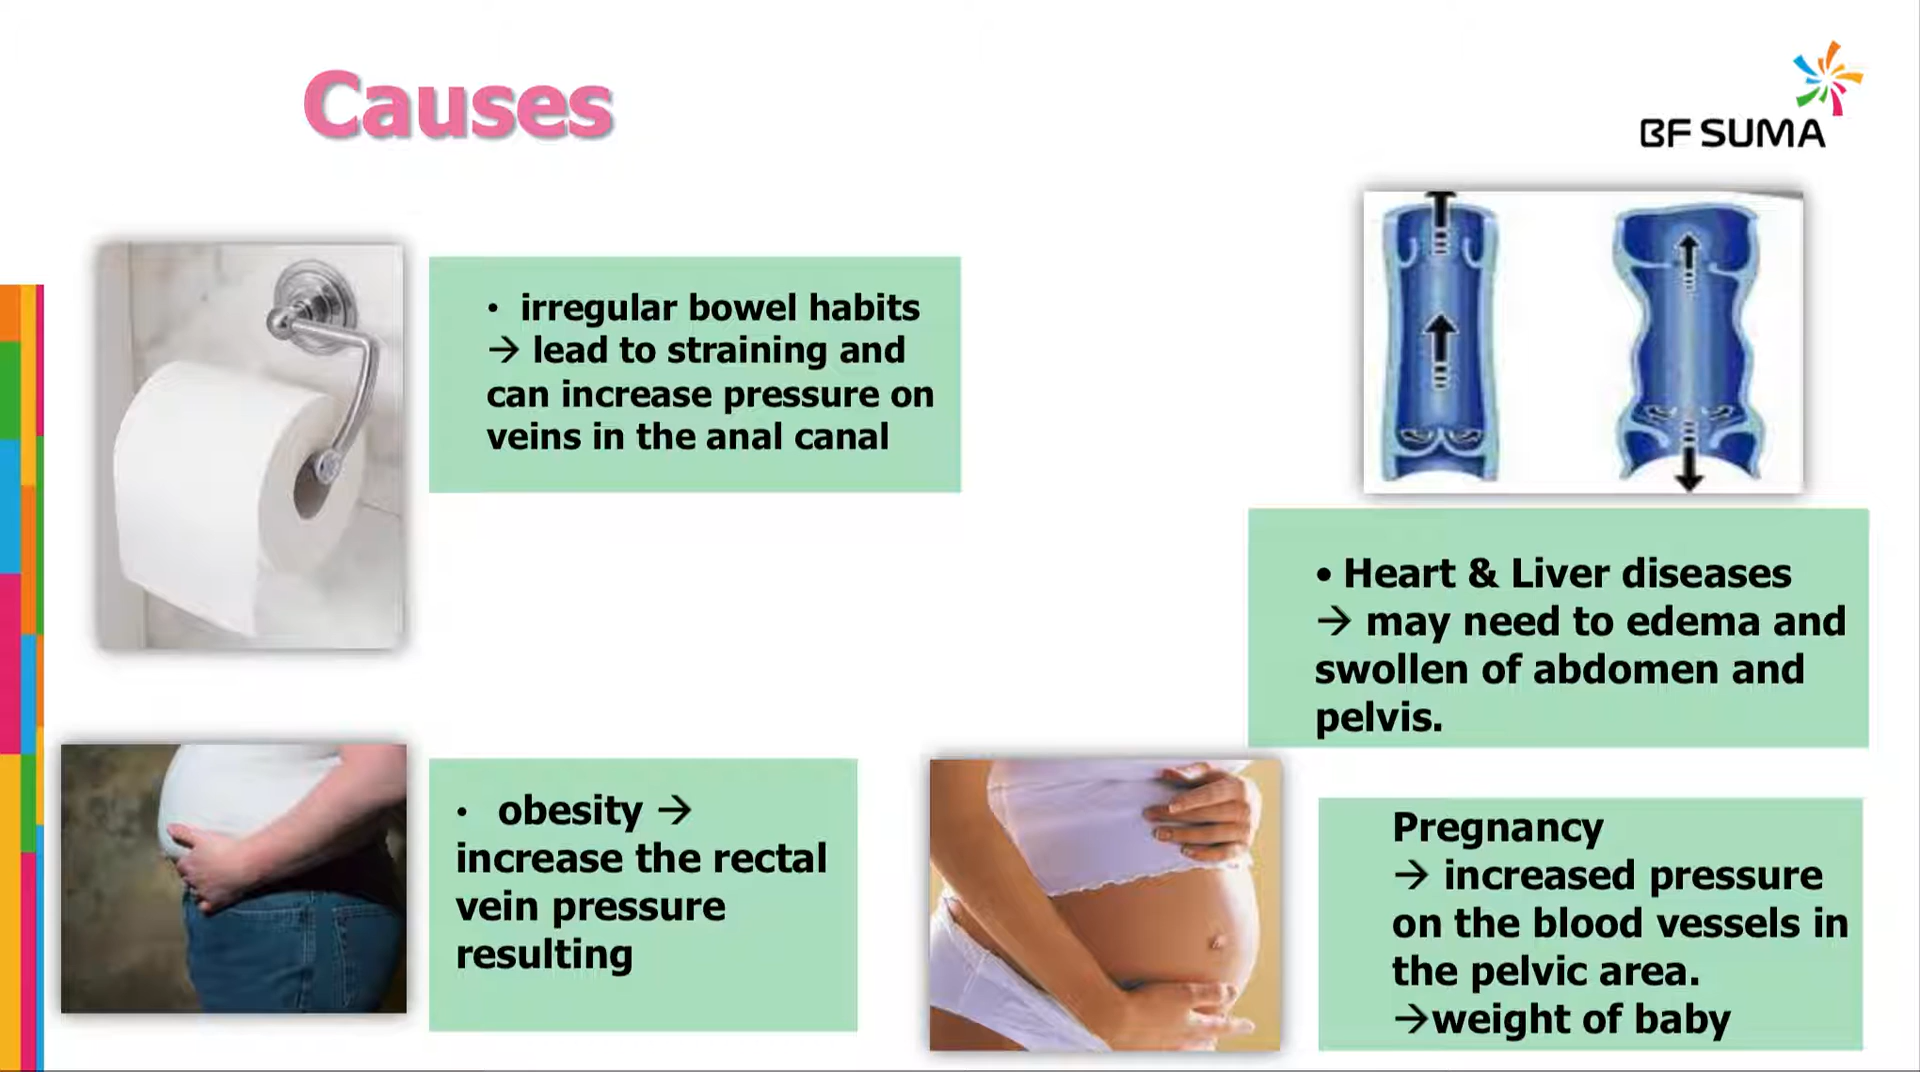 Causes
BF SUMA
• irregular bowel habits
→ lead to straining and
can increase pressure on
veins in the anal canal
• Heart & Liver diseases
→ may need to edema and
swollen of abdomen and
pelvis.
• obesity →
increase the rectal
vein pressure
resulting
Pregnancy
→ increased pressure
on the blood vessels in
the pelvic area.
→weight of baby